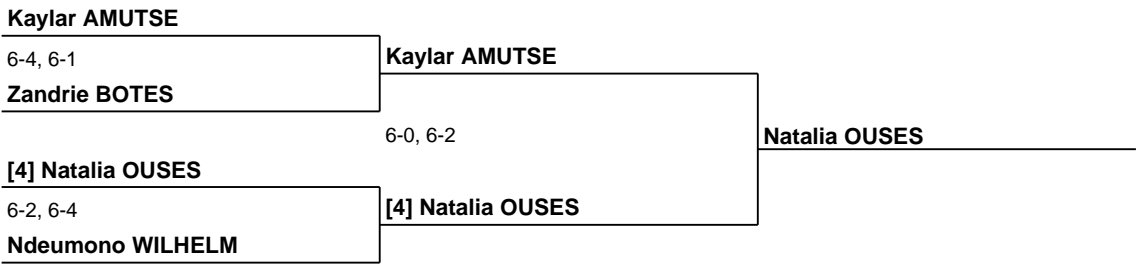 Kaylar AMUTSE
6-4, 6-1
Kaylar AMUTSE
Zandrie BOTES
6-0, 6-2
Natalia OUSES
[4] Natalia OUSES
6-2, 6-4
[4] Natalia OUSES
Ndeumono WILHELM